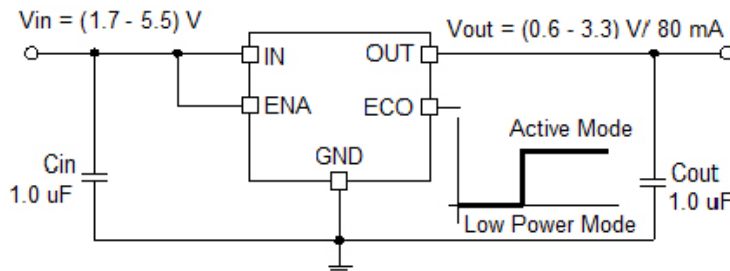 Vin = (1.7 - 5.5) V
Vout = (0.6 - 3.3) V/ 80 mA
IN
OUT
ENA
ECO
GND
Active Mode
Low Power Mode
Cin
1.0 uF
Cout
1.0 uF